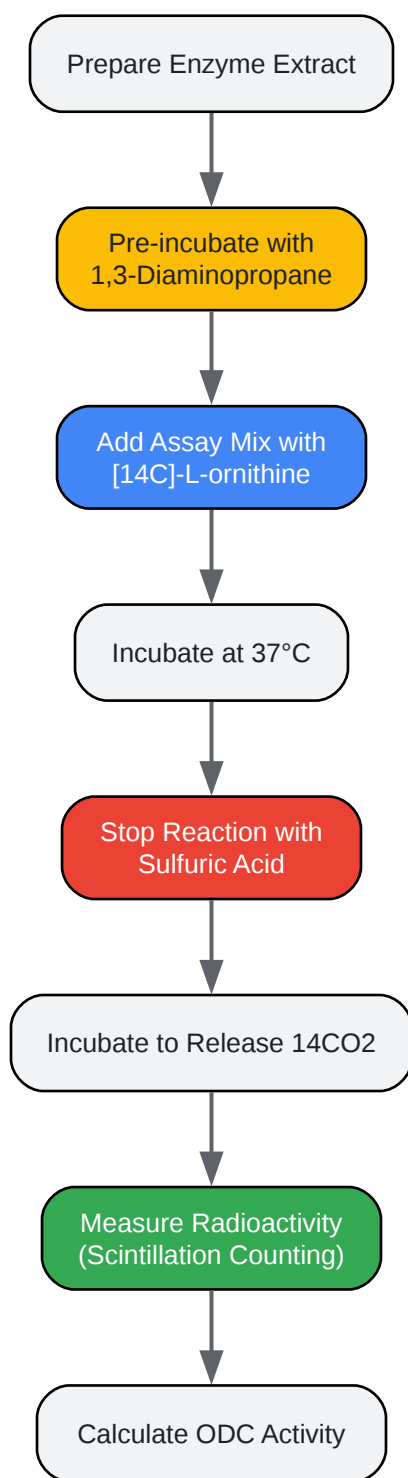 Prepare Enzyme Extract
Pre-incubate with
1,3-Diaminopropane
Add Assay Mix with
[14C]-L-ornithine
Incubate at 37°C
Stop Reaction with
Sulfuric Acid
Incubate to Release 14CO2
Measure Radioactivity
(Scintillation Counting)
Calculate ODC Activity